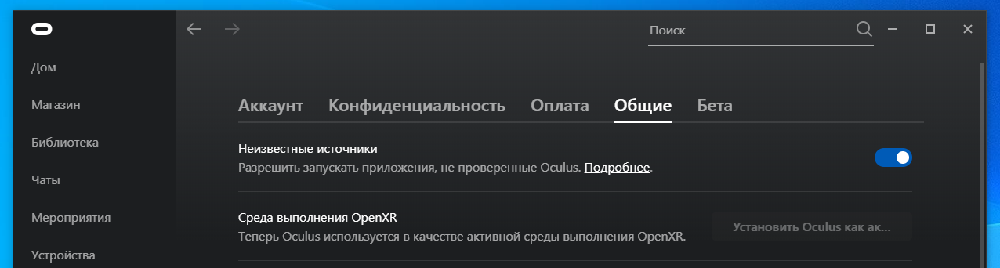 Поиск
Дом
Магазин
Библиотека
Чаты
Мероприятия
Устройства
Аккаунт Конфиденциальность Оплата Общие Бета
Неизвестные источники
Разрешить запускать приложения, не проверенные Oculus. Подробнее.
Среда выполнения OpenXR
Теперь Oculus используется в качестве активной среды выполнения OpenXR.
Установить Oculus как ак...